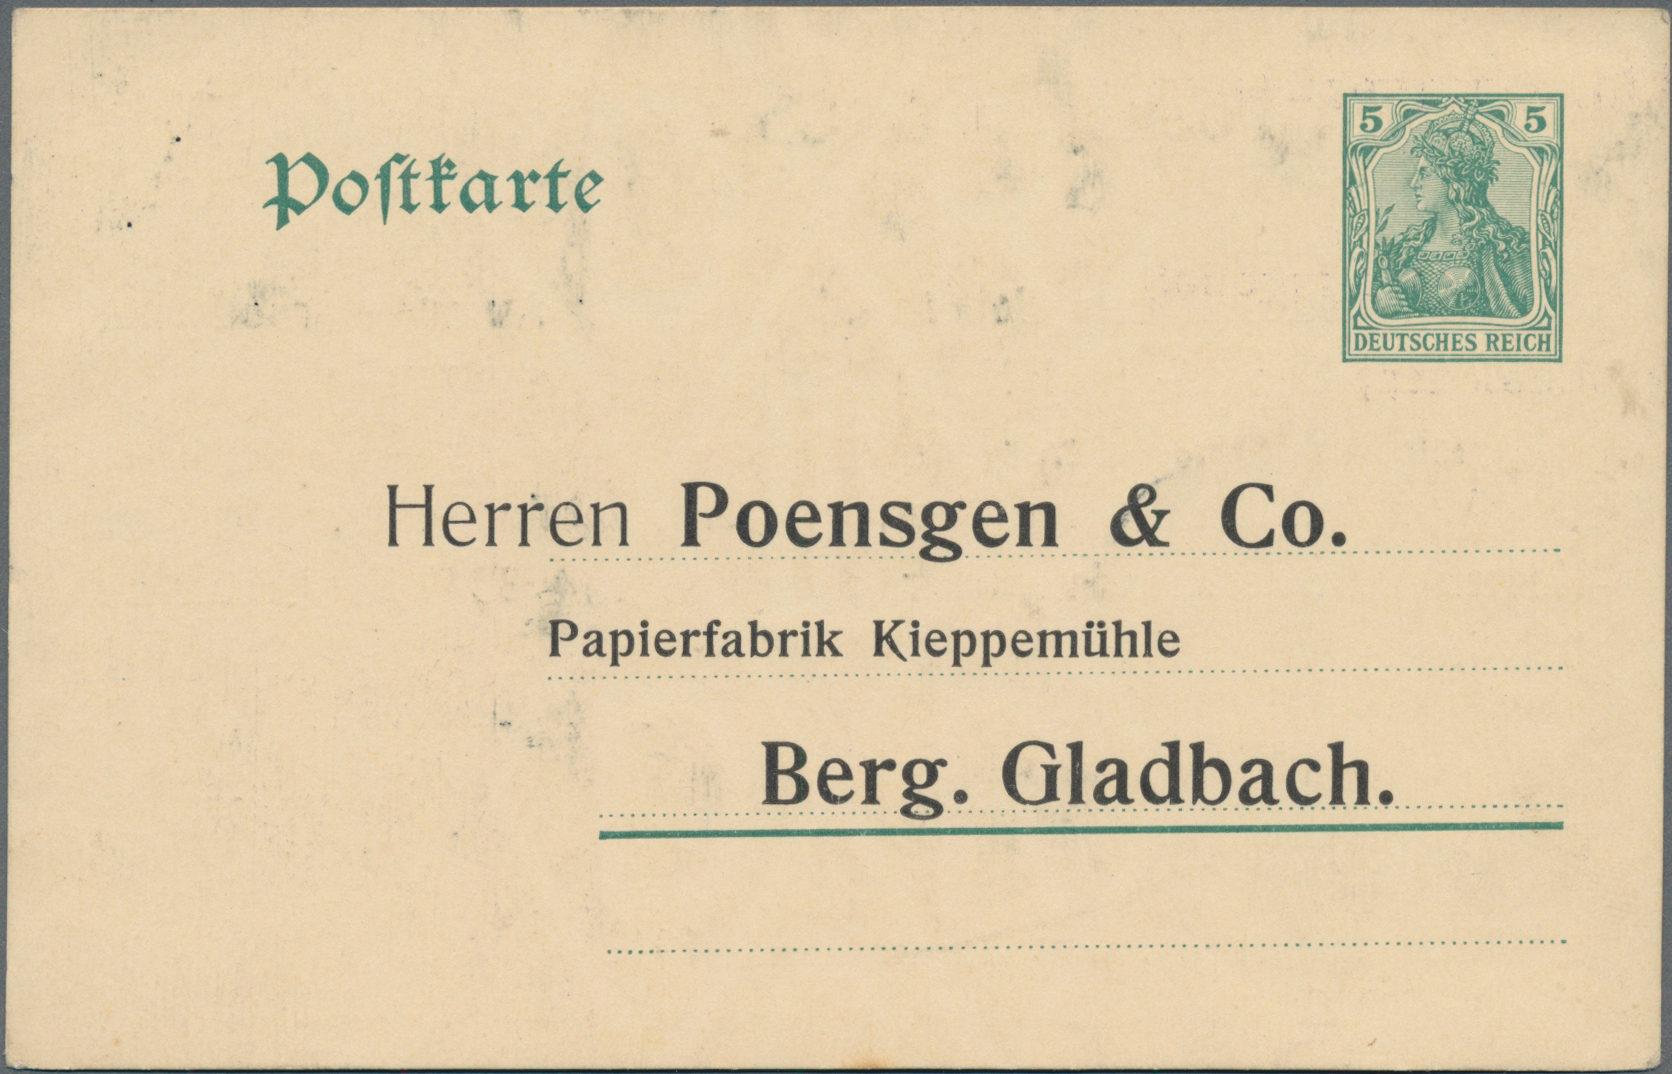 Postkarte
5 5
DEUTSCHES REICH
Herren Poensgen & Co.
Papierfabrik Kieppemühle
Berg. Gladbach.